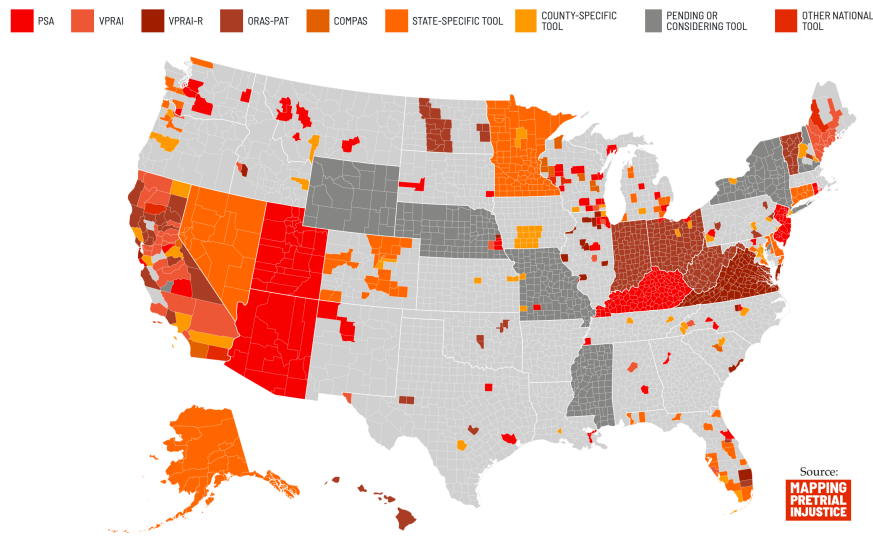 PSA
VPRAI
VPRAI-R
ORAS-PAT
COMPAS
STATE-SPECIFIC TOOL
COUNTY-SPECIFIC
TOOL
PENDING OR
CONSIDERING TOOL
OTHER NATIONAL
TOOL
Source:
MAPPING
PRETRIAL
INJUSTICE